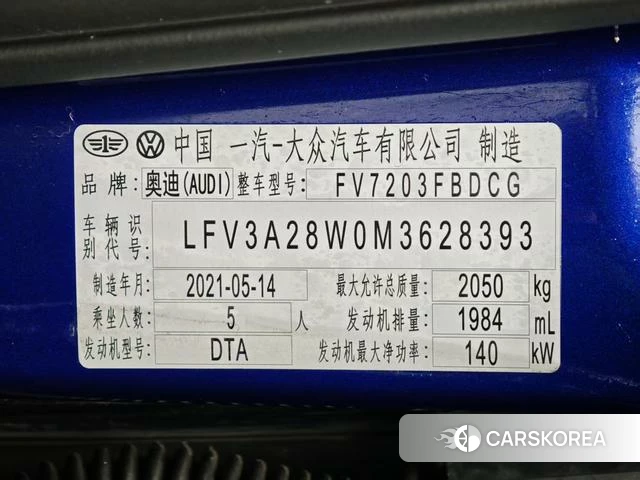 中国 一汽-大众汽车有限公司 制造
品 牌: 奥迪(AUDI) 整车型号: FV7203FBDCG
车辆识别代号: LFV3A28W0M3628393
制造年月: 2021-05-14 最大允许总质量: 2050 kg
乘坐人数: 5 人 发动机排量: 1984 mL
发动机型号: DTA 发动机最大净功率: 140 kW
CARSKOREA